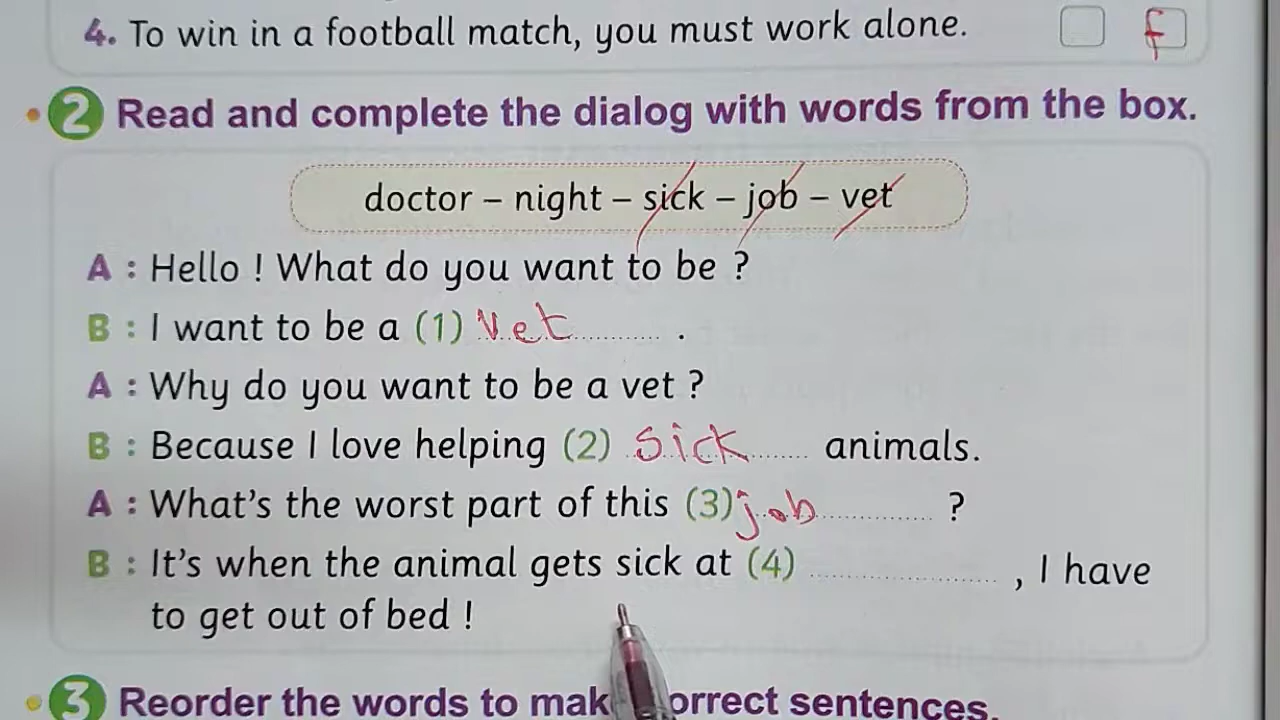 4. To win in a football match, you must work alone. F
2 Read and complete the dialog with words from the box.
doctor – night – sick – job – vet
A : Hello ! What do you want to be ?
B : I want to be a (1) vet .
A : Why do you want to be a vet ?
B : Because I love helping (2) sick animals.
A : What's the worst part of this (3) job ?
B : It's when the animal gets sick at (4) , I have
to get out of bed !
3 Reorder the words to mak orrect sentences.